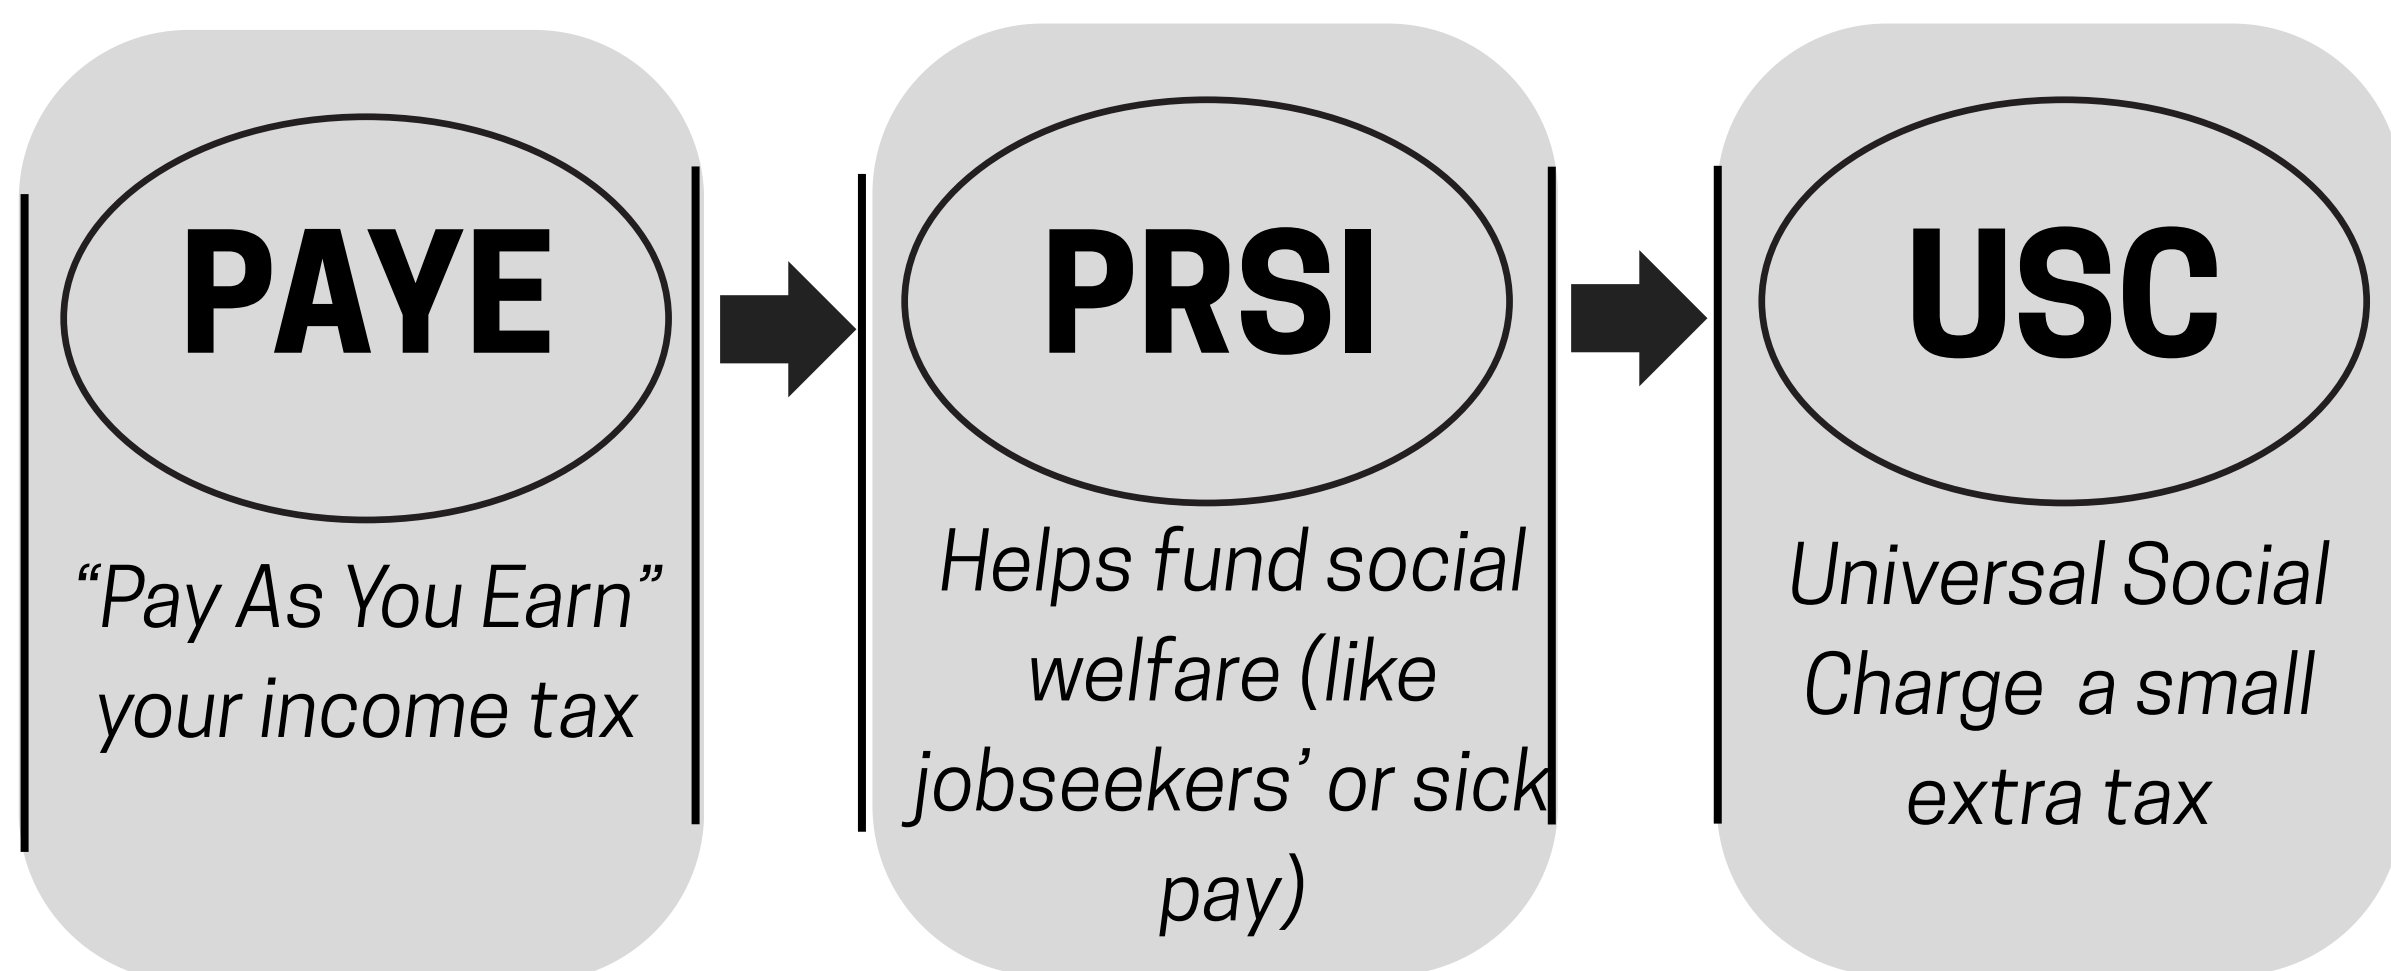 PAYE
“Pay As You Earn”
your income tax
PRSI
Helps fund social
welfare (like
jobseekers’ or sick
pay)
USC
Universal Social
Charge  a small
extra tax